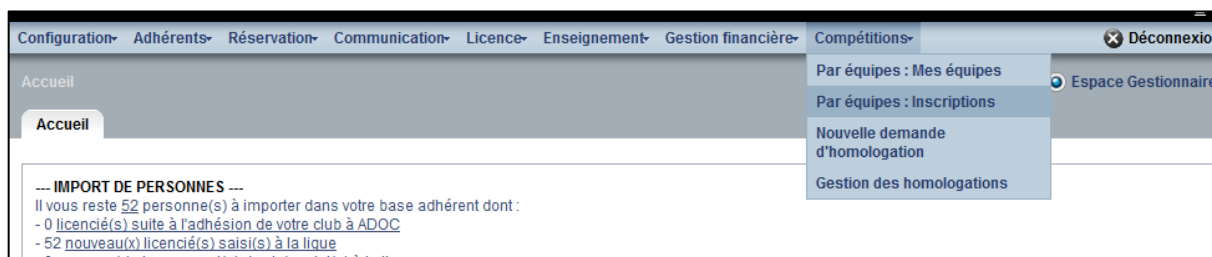 Configuration Adhérents Réservation Communication Licence Enseignement Gestion financière Compétitions Déconnexio
Accueil
Par équipes : Mes équipes
Espace Gestionnaire
Par équipes : Inscriptions
Accueil
Nouvelle demande
d'homologation
Gestion des homologations
--- IMPORT DE PERSONNES ---
Il vous reste 52 personne(s) à importer dans votre base adhérent dont :
- 0 licencié(s) suite à l'adhésion de votre club à ADOC
- 52 nouveau(x) licencié(s) saisi(s) à la ligue